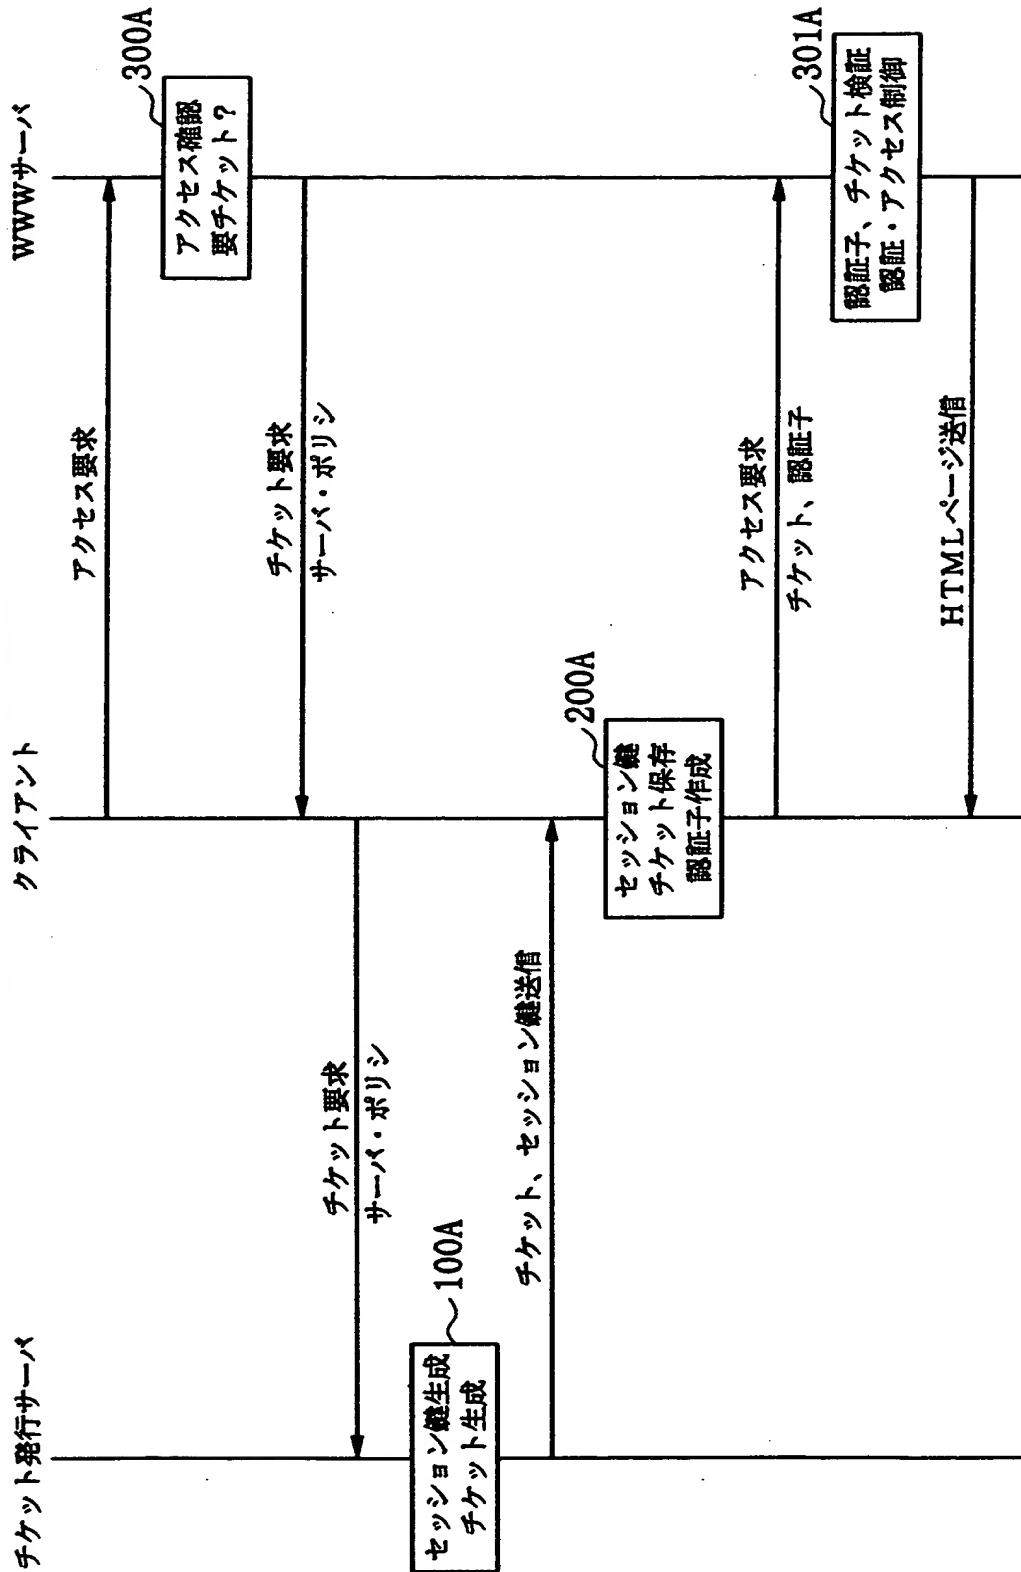 チケット発行サーバ
クライアント
WWWサーバ
アクセス要求
300A
アクセス確認
要チケット?
チケット要求
サーバ・ポリシ
チケット要求
サーバ・ポリシ
100A
セッション鍵生成
チケット生成
チケット、セッション鍵送信
200A
セッション鍵
チケット保存
認証子作成
アクセス要求
チケット、認証子
301A
認証子、チケット検証
認証・アクセス制御
HTMLページ送信